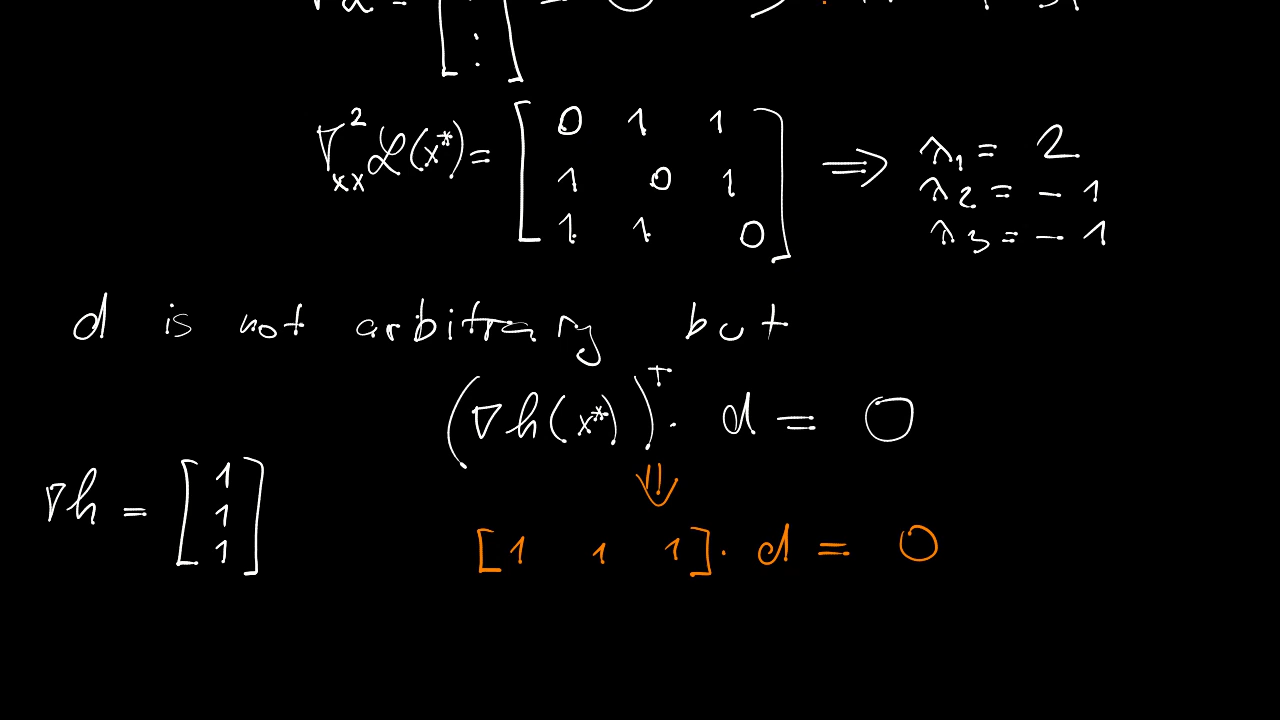 ∇²xx ℒ(x*) = [0 1 1; 1 0 1; 1 1 0] ⟹ λ₁ = 2
λ₂ = -1
λ₃ = -1
d is not arbitrary but
(∇h(x*))ᵀ · d = 0
⇓
∇h = [1; 1; 1]
[1 1 1] · d = 0